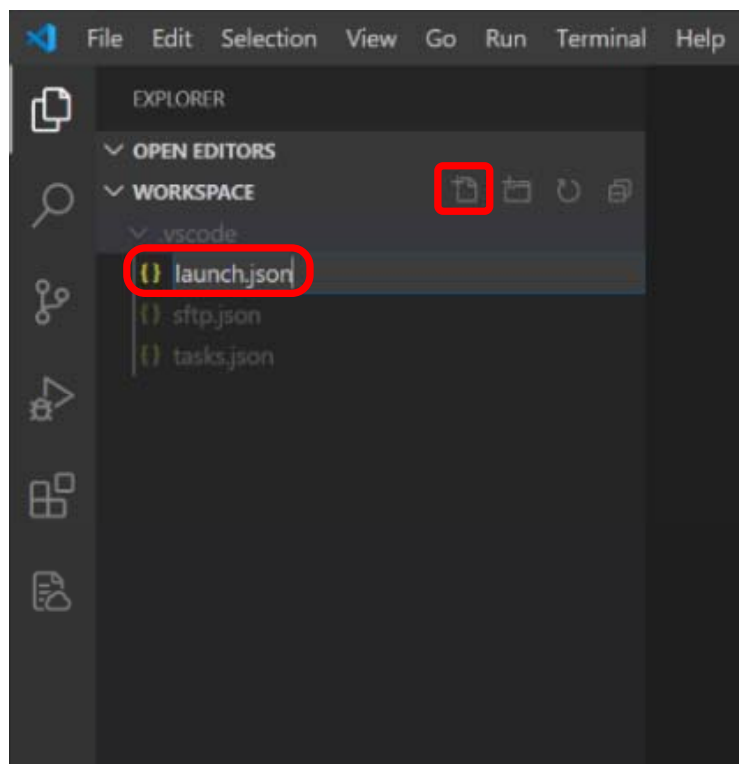 File Edit Selection View Go Run Terminal Help
EXPLORER
OPEN EDITORS
WORKSPACE
.vscode
{} launch.json
{} sftp.json
{} tasks.json